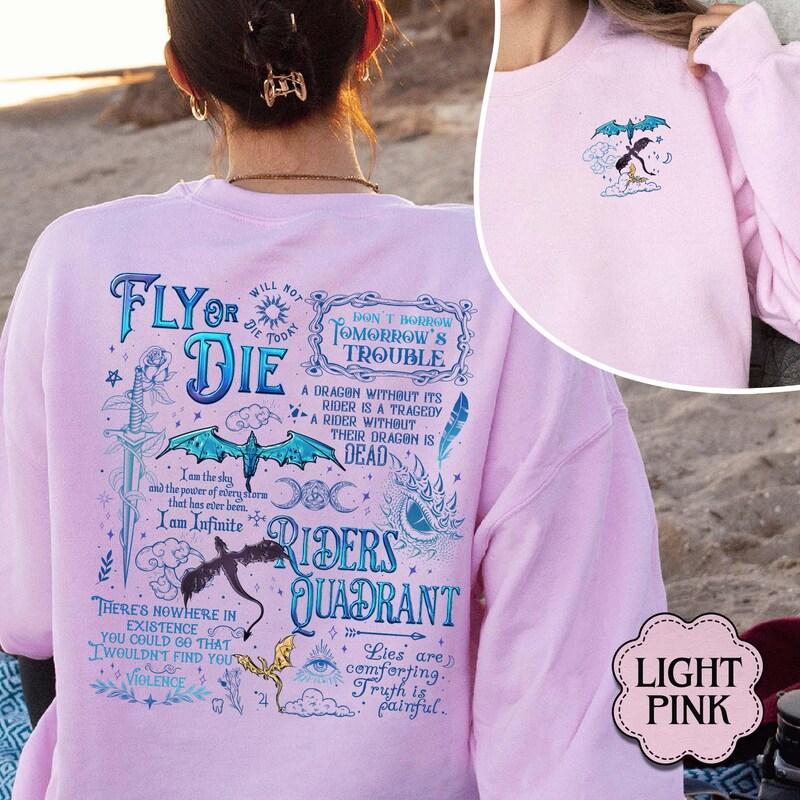 FLY OR
DIE
WILL NOT
DIE TODAY
DON'T BORROW
TOMORROW'S
TROUBLE
A DRAGON WITHOUT ITS
RIDER IS A TRAGEDY
A RIDER WITHOUT
THEIR DRAGON IS
DEAD
I am the sky
and the power of every storm
that has ever been.
I am Infinite
RIDERS
QUADRANT
THERE'S NOWHERE IN
EXISTENCE
YOU COULD GO THAT
I WOULDN'T FIND YOU
VIOLENCE
Lies are
comforting.
Truth is
painful..
LIGHT
PINK